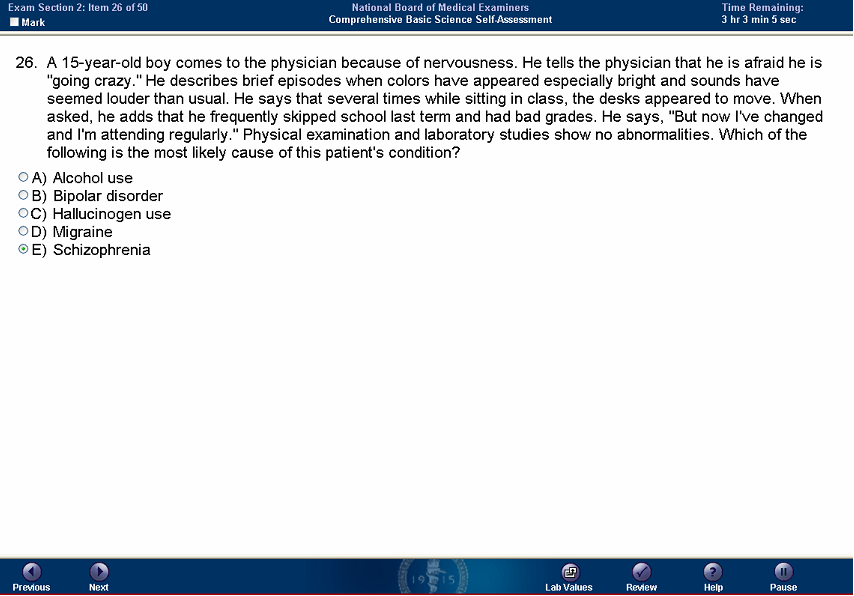 Exam Section 2: Item 26 of 50
National Board of Medical Examiners
Time Remaining:
Mark
Comprehensive Basic Science Self-Assessment
3 hr 3 min 5 sec
26. A 15-year-old boy comes to the physician because of nervousness. He tells the physician that he is afraid he is
"going crazy." He describes brief episodes when colors have appeared especially bright and sounds have
seemed louder than usual. He says that several times while sitting in class, the desks appeared to move. When
asked, he adds that he frequently skipped school last term and had bad grades. He says, "But now I've changed
and I'm attending regularly." Physical examination and laboratory studies show no abnormalities. Which of the
following is the most likely cause of this patient's condition?
A) Alcohol use
B) Bipolar disorder
C) Hallucinogen use
D) Migraine
E) Schizophrenia
19 15
Previous
Next
Lab Values
Review
Help
Pause